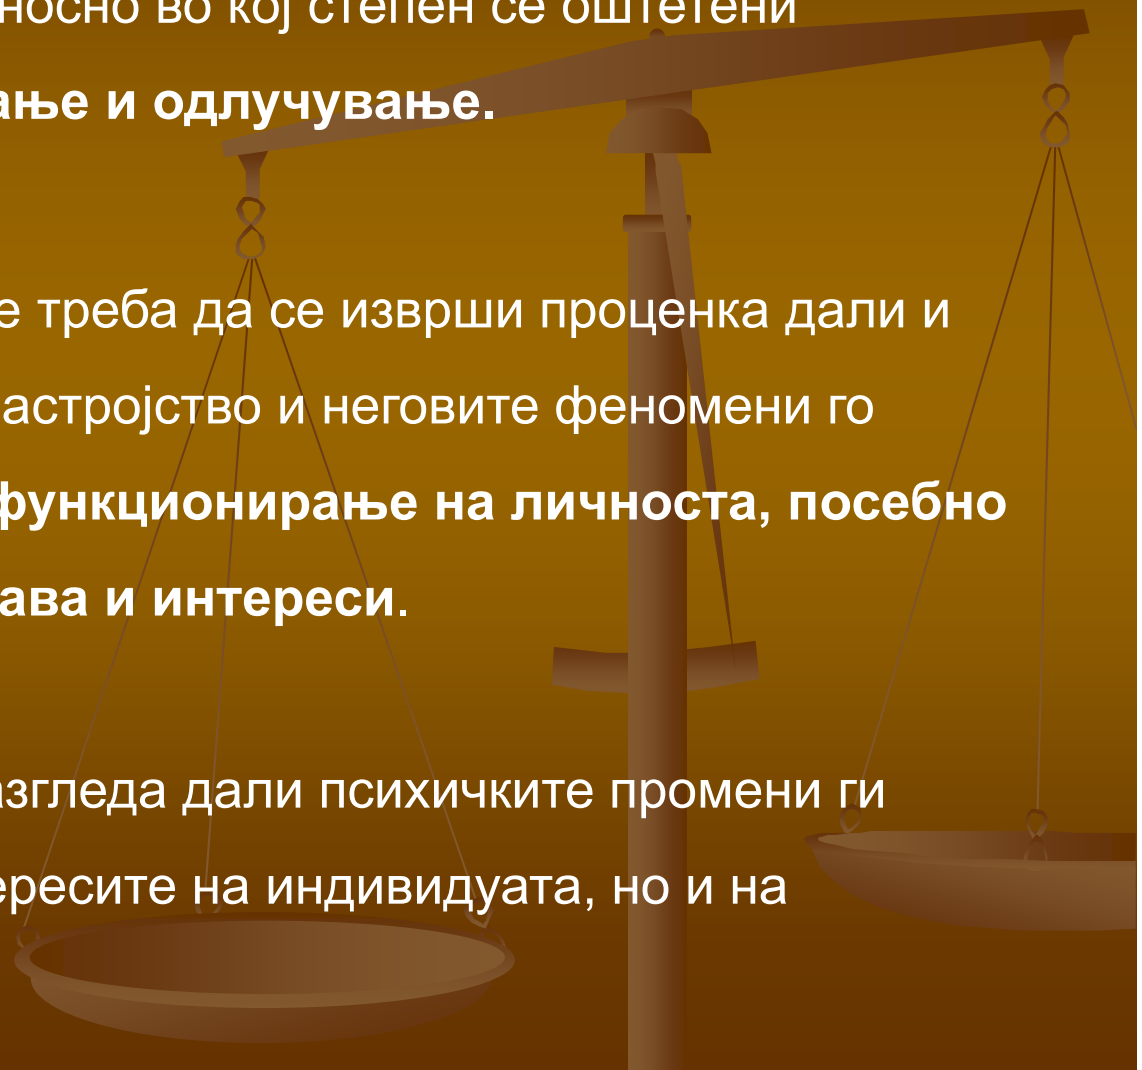 носно во кој степен се оштетени
ање и одлучување.
е треба да се изврши проценка дали и
астројство и неговите феномени го
функционирање на личноста, посебно
ава и интереси.
азгледа дали психичките промени ги
ересите на индивидуата, но и на